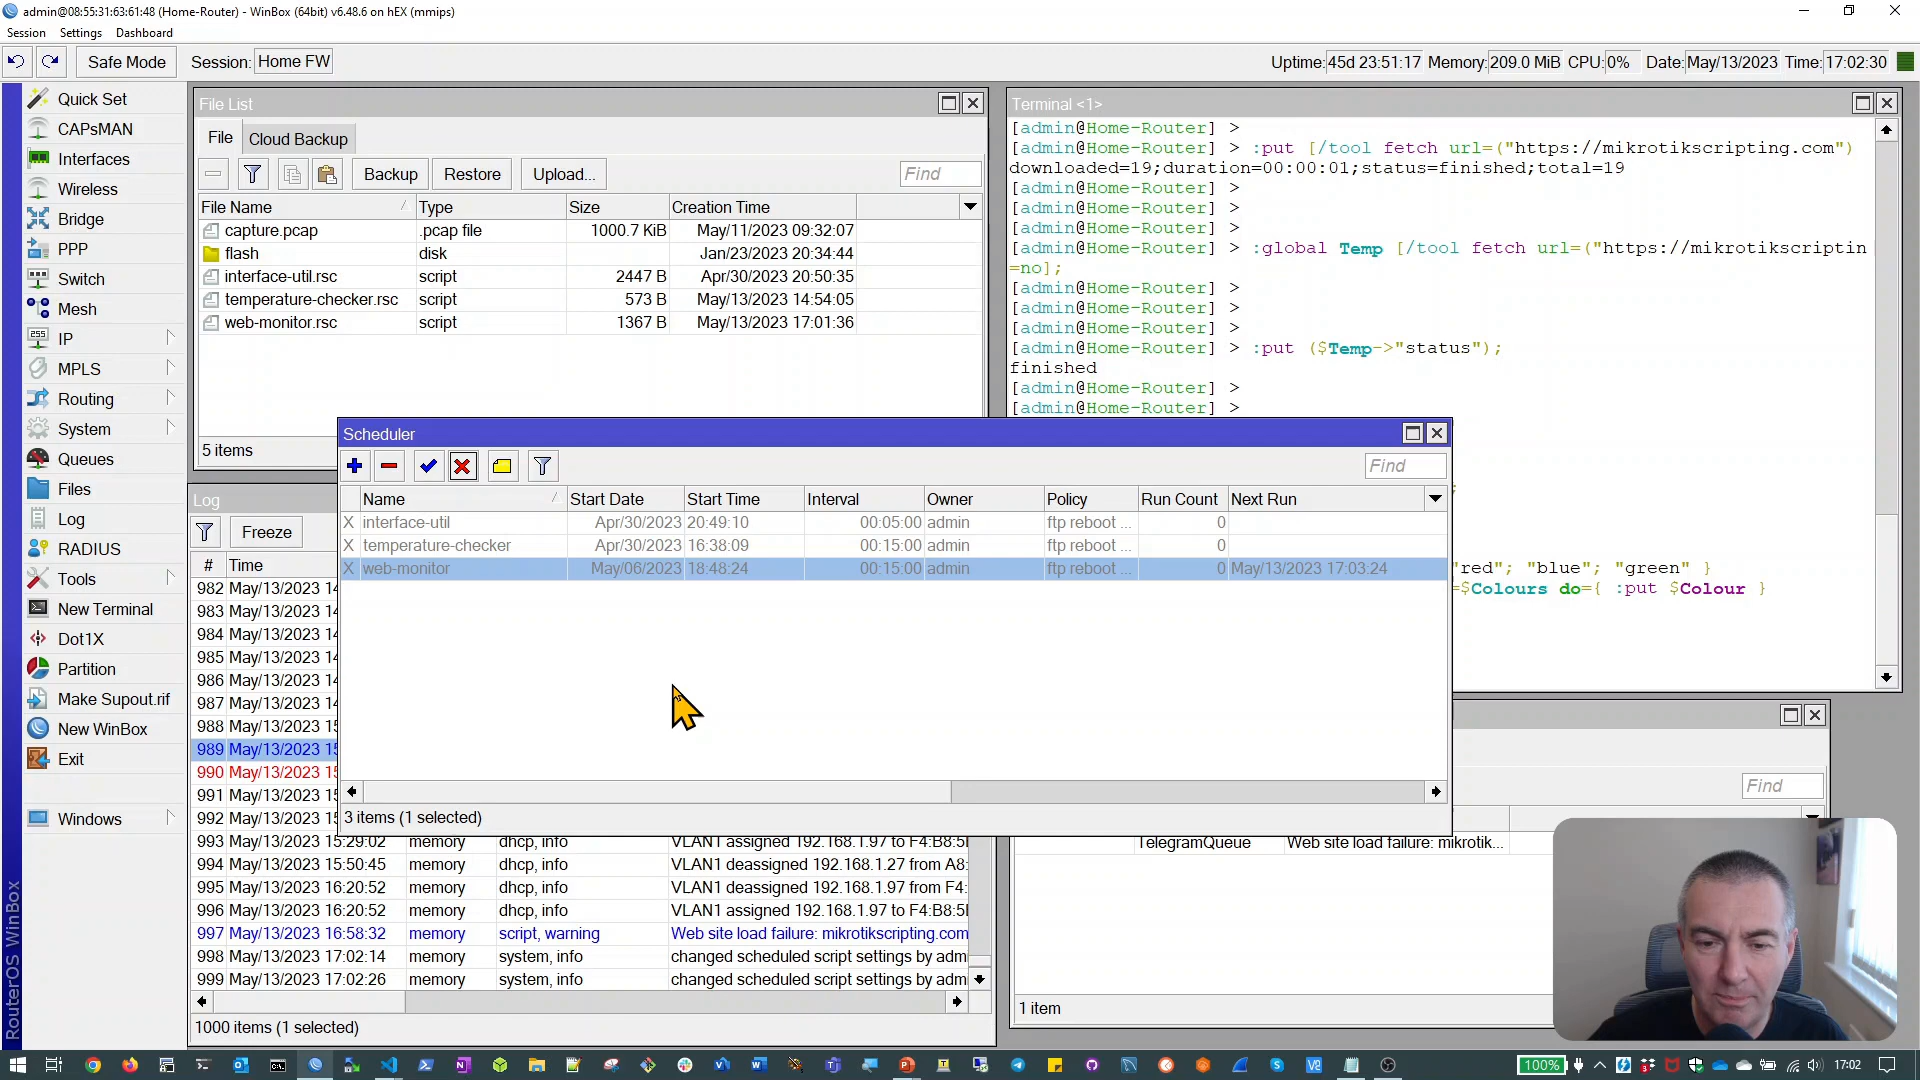 admin@08:55:31:63:61:48 (Home-Router) - WinBox (64bit) v6.48.6 on hEX (mmips)
Session Settings Dashboard
Safe Mode Session: Home FW Uptime: 45d 23:51:17 Memory: 209.0 MiB CPU: 0% Date: May/13/2023 Time: 17:02:30
Quick Set
CAPsMAN
Interfaces
Wireless
Bridge
PPP
Switch
Mesh
IP
MPLS
Routing
System
Queues
Files
Log
RADIUS
Tools
New Terminal
Dot1X
Partition
Make Supout.rif
New WinBox
Exit
Windows
RouterOS WinBox
File List
File Cloud Backup
Backup Restore Upload... Find
File Name Type Size Creation Time
capture.pcap .pcap file 1000.7 KiB May/11/2023 09:32:07
flash disk Jan/23/2023 20:34:44
interface-util.rsc script 2447 B Apr/30/2023 20:50:35
temperature-checker.rsc script 573 B May/13/2023 14:54:05
web-monitor.rsc script 1367 B May/13/2023 17:01:36
5 items
Terminal <1>
[admin@Home-Router] >
[admin@Home-Router] > :put [/tool fetch url=("https://mikrotikscripting.com")
downloaded=19;duration=00:00:01;status=finished;total=19
[admin@Home-Router] >
[admin@Home-Router] >
[admin@Home-Router] >
[admin@Home-Router] > :global Temp [/tool fetch url=("https://mikrotikscriptin
=no];
[admin@Home-Router] >
[admin@Home-Router] >
[admin@Home-Router] >
[admin@Home-Router] > :put ($Temp->"status");
finished
[admin@Home-Router] >
[admin@Home-Router] >
;
"red"; "blue"; "green" }
=$Colours do={ :put $Colour }
Scheduler
Find
Name Start Date Start Time Interval Owner Policy Run Count Next Run
X interface-util Apr/30/2023 20:49:10 00:05:00 admin ftp reboot ... 0
X temperature-checker Apr/30/2023 16:38:09 00:15:00 admin ftp reboot ... 0
X web-monitor May/06/2023 18:48:24 00:15:00 admin ftp reboot ... 0 May/13/2023 17:03:24
3 items (1 selected)
Log
Freeze
# Time
982 May/13/2023 14
983 May/13/2023 14
984 May/13/2023 14
985 May/13/2023 14
986 May/13/2023 14
987 May/13/2023 14
988 May/13/2023 15
989 May/13/2023 15
990 May/13/2023 15
991 May/13/2023 15
992 May/13/2023 15
993 May/13/2023 15:29:02 memory dhcp, info VLAN1 assigned 192.168.1.97 to F4:B8:5
994 May/13/2023 15:50:45 memory dhcp, info VLAN1 deassigned 192.168.1.27 from A8:
995 May/13/2023 16:20:52 memory dhcp, info VLAN1 deassigned 192.168.1.97 from F4:
996 May/13/2023 16:20:52 memory dhcp, info VLAN1 assigned 192.168.1.97 to F4:B8:5
997 May/13/2023 16:58:32 memory script, warning Web site load failure: mikrotikscripting.com
998 May/13/2023 17:02:14 memory system, info changed scheduled script settings by adm
999 May/13/2023 17:02:26 memory system, info changed scheduled script settings by adm
1000 items (1 selected)
Find
TelegramQueue Web site load failure: mikrotik...
1 item
100% 17:02